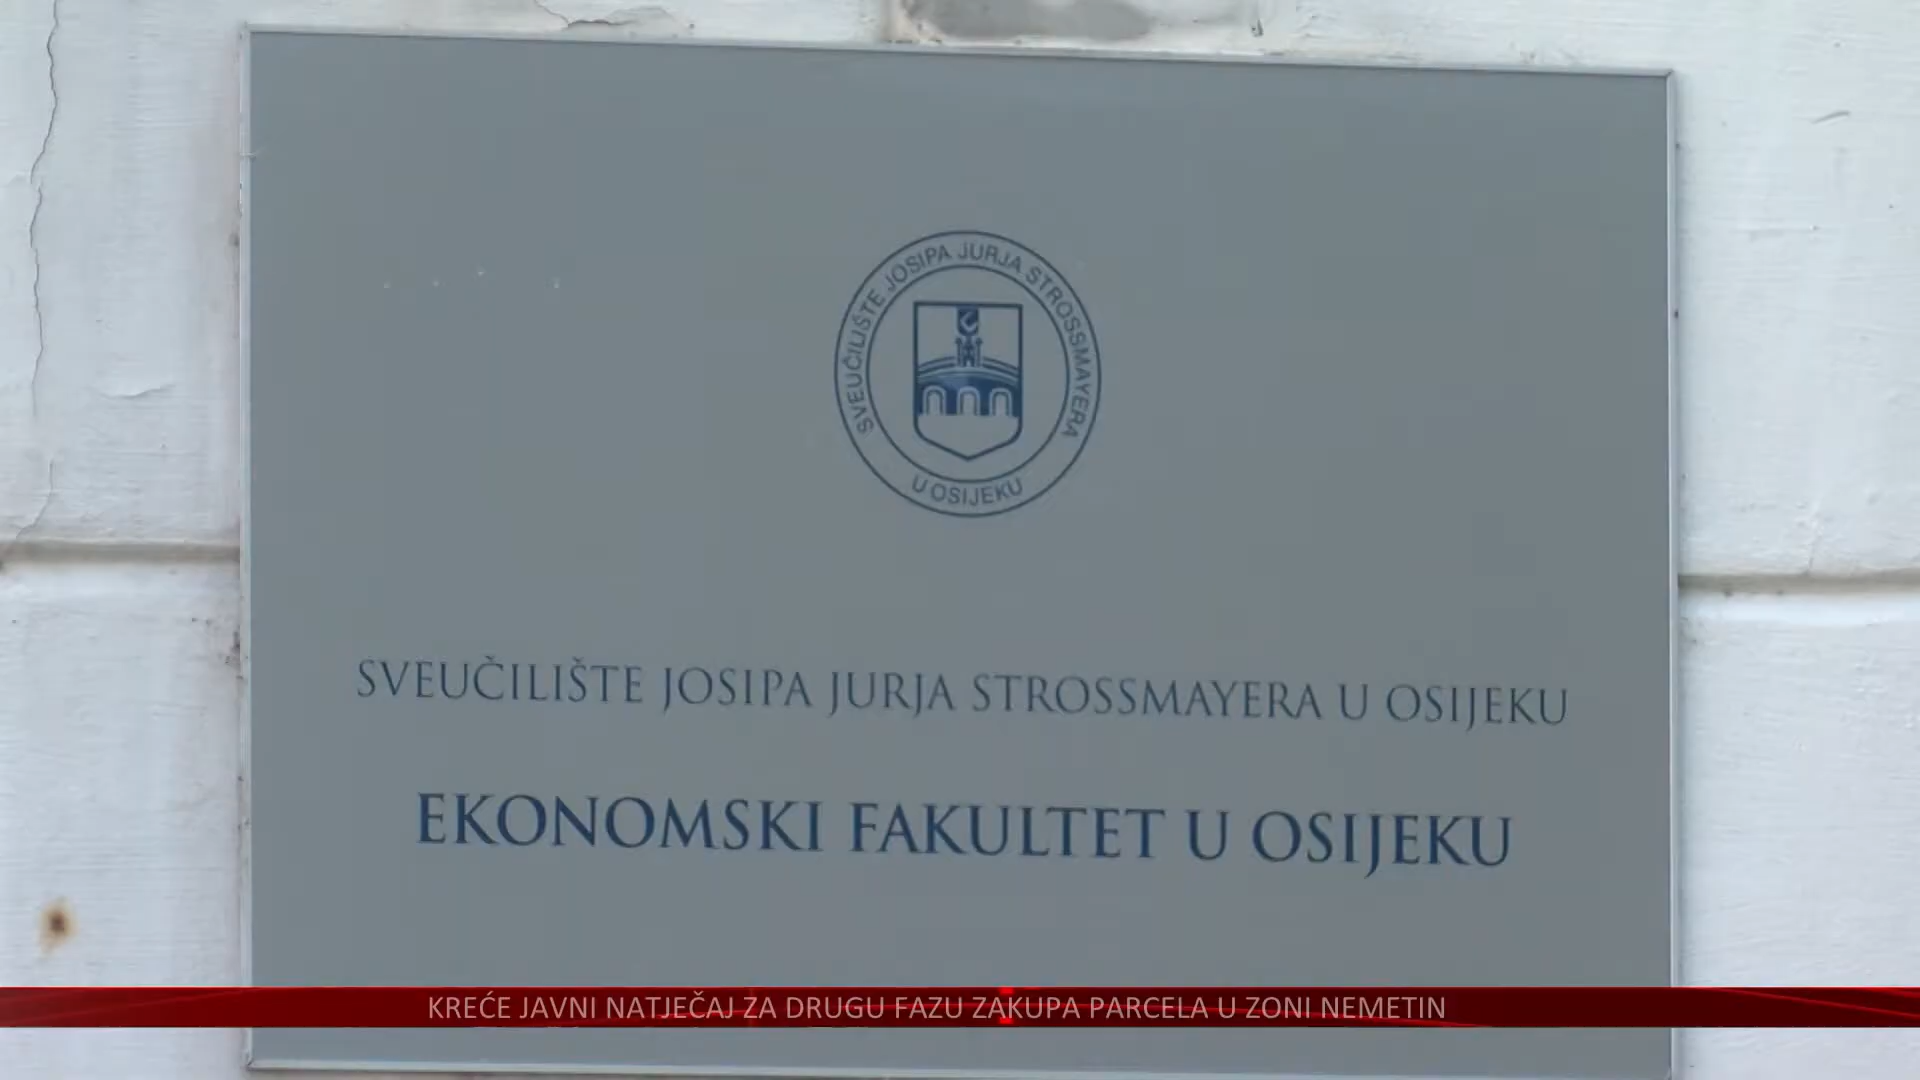 SVEUČILIŠTE JOSIPA JURJA STROSSMAYERA
U OSIJEKU
SVEUČILIŠTE JOSIPA JURJA STROSSMAYERA U OSIJEKU
EKONOMSKI FAKULTET U OSIJEKU
KREĆE JAVNI NATJEČAJ ZA DRUGU FAZU ZAKUPA PARCELA U ZONI NEMETIN